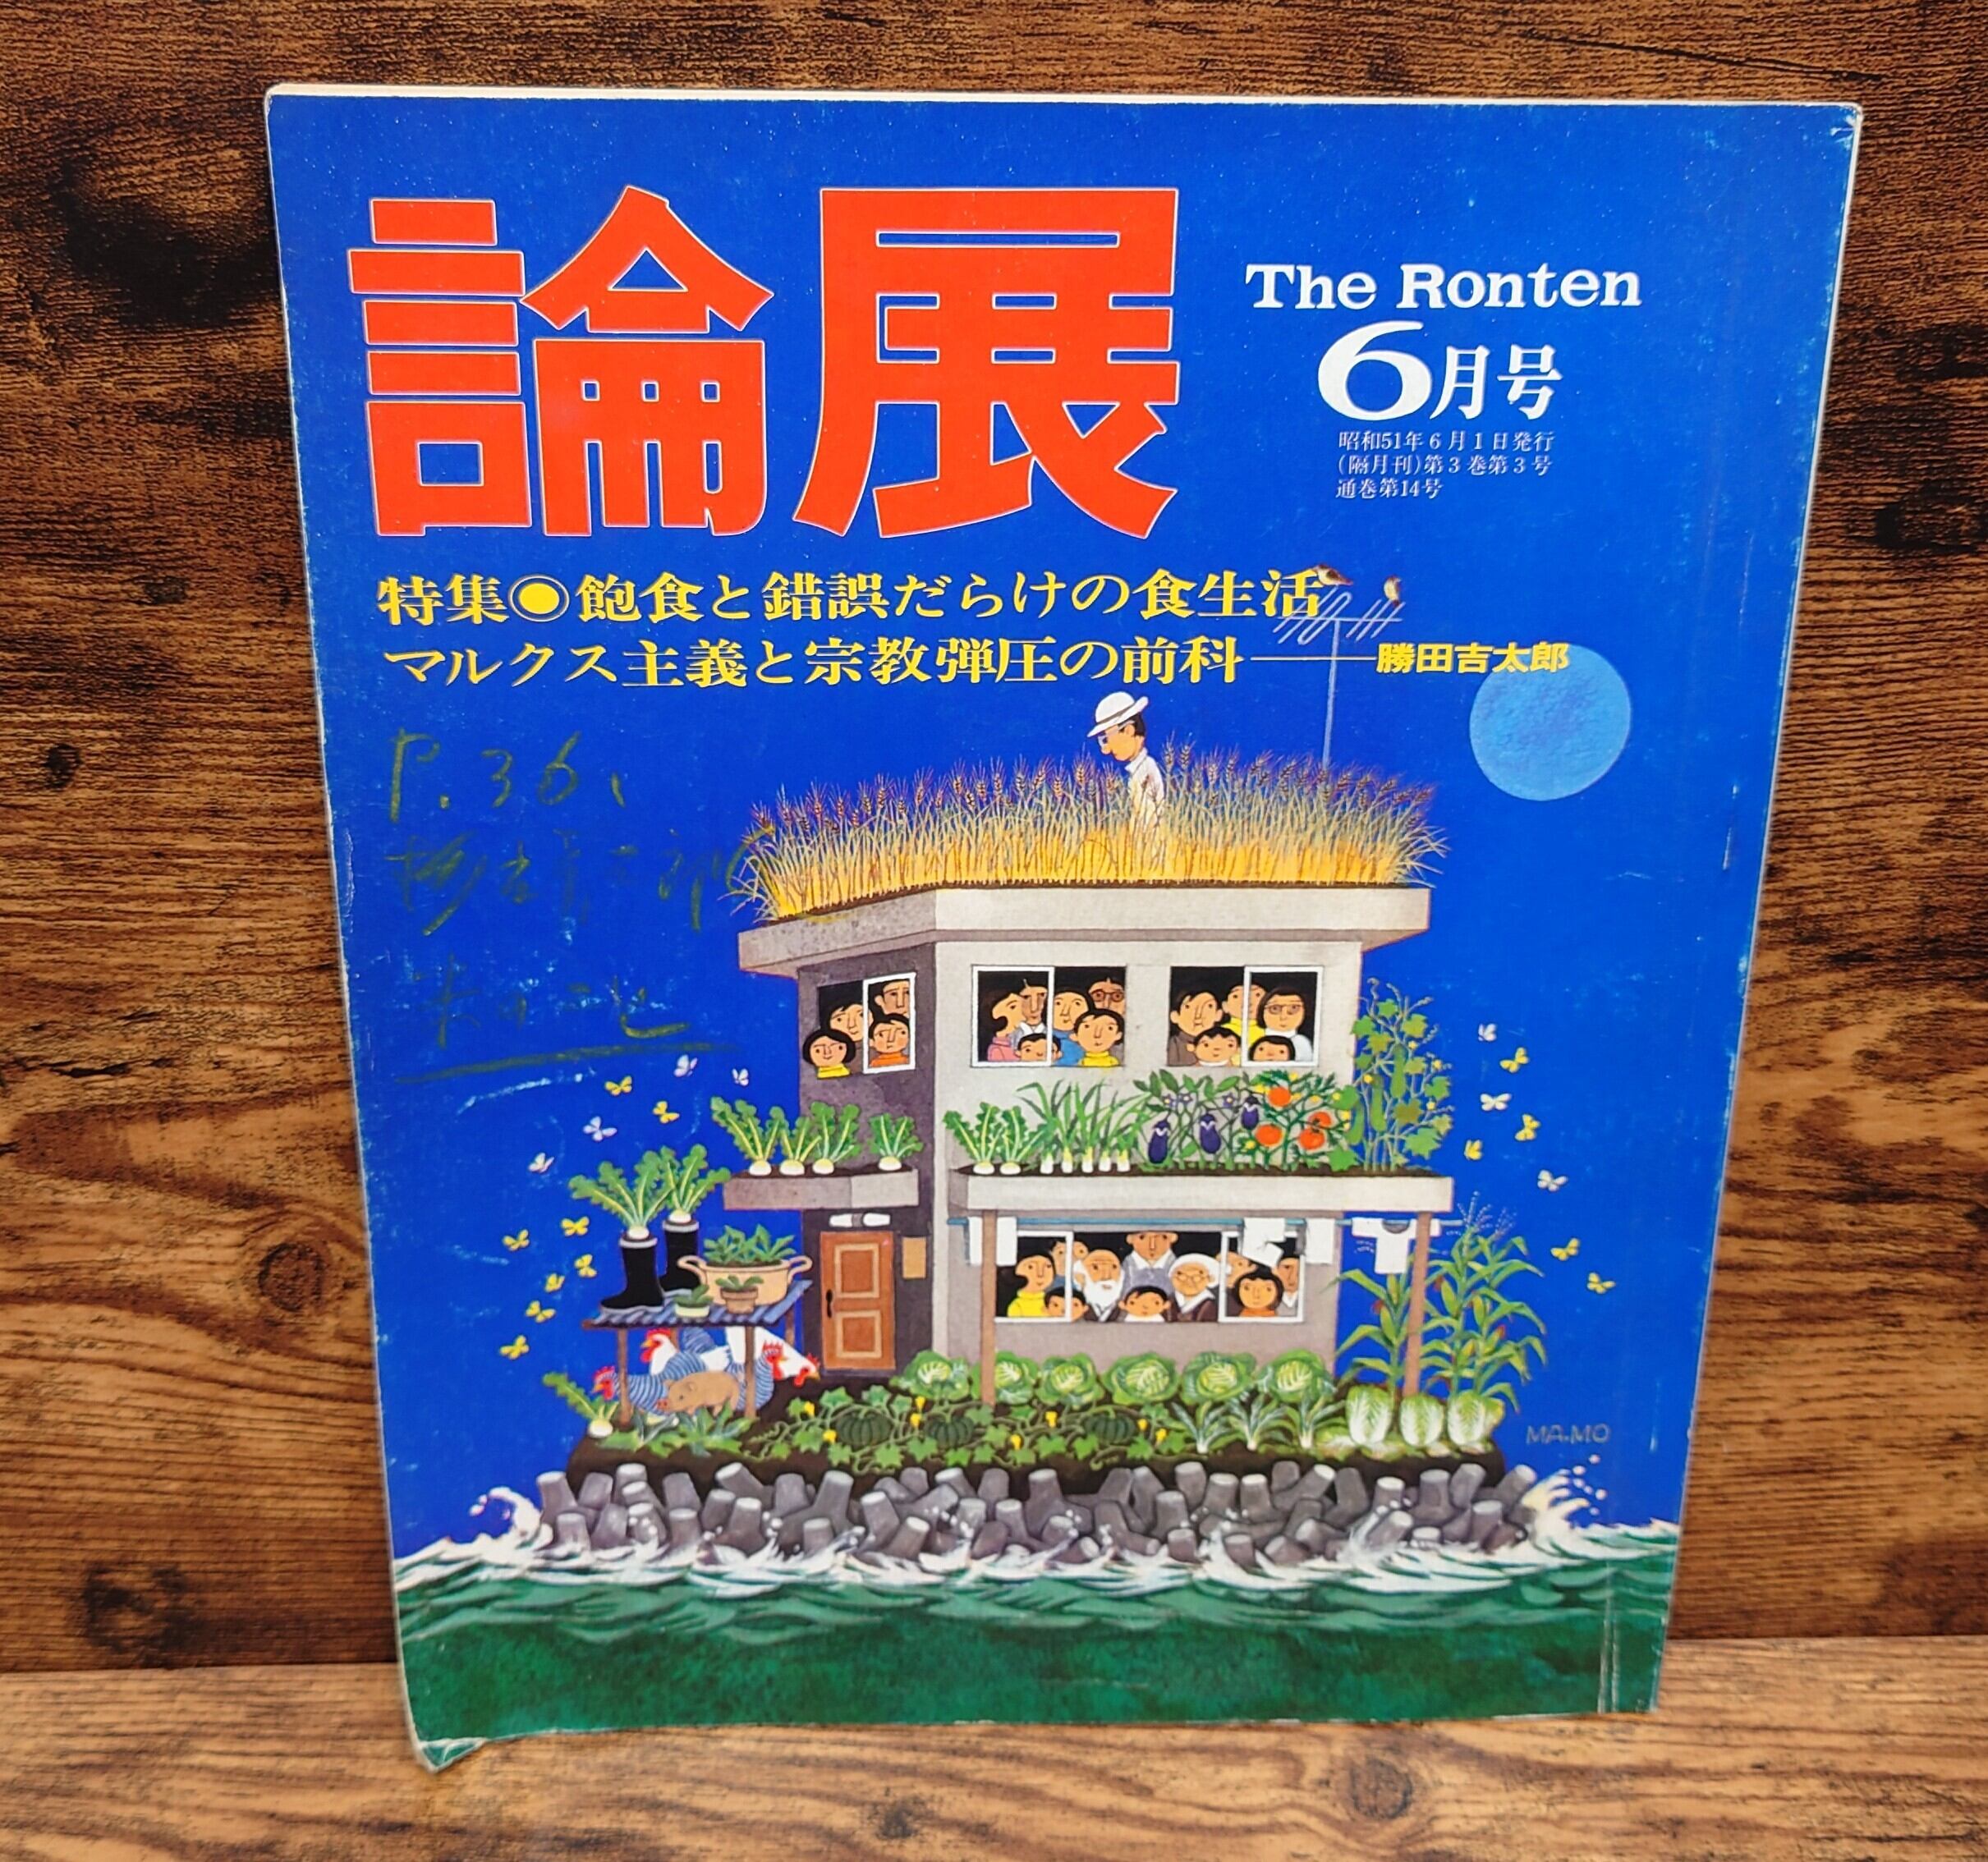 論展
The Ronten
6月号
昭和51年6月1日発行
(隔月刊)第3巻第3号
通巻第14号
特集◉飽食と錯誤だらけの食生活
マルクス主義と宗教弾圧の前科――勝田吉太郎
P.36、
MA・MO